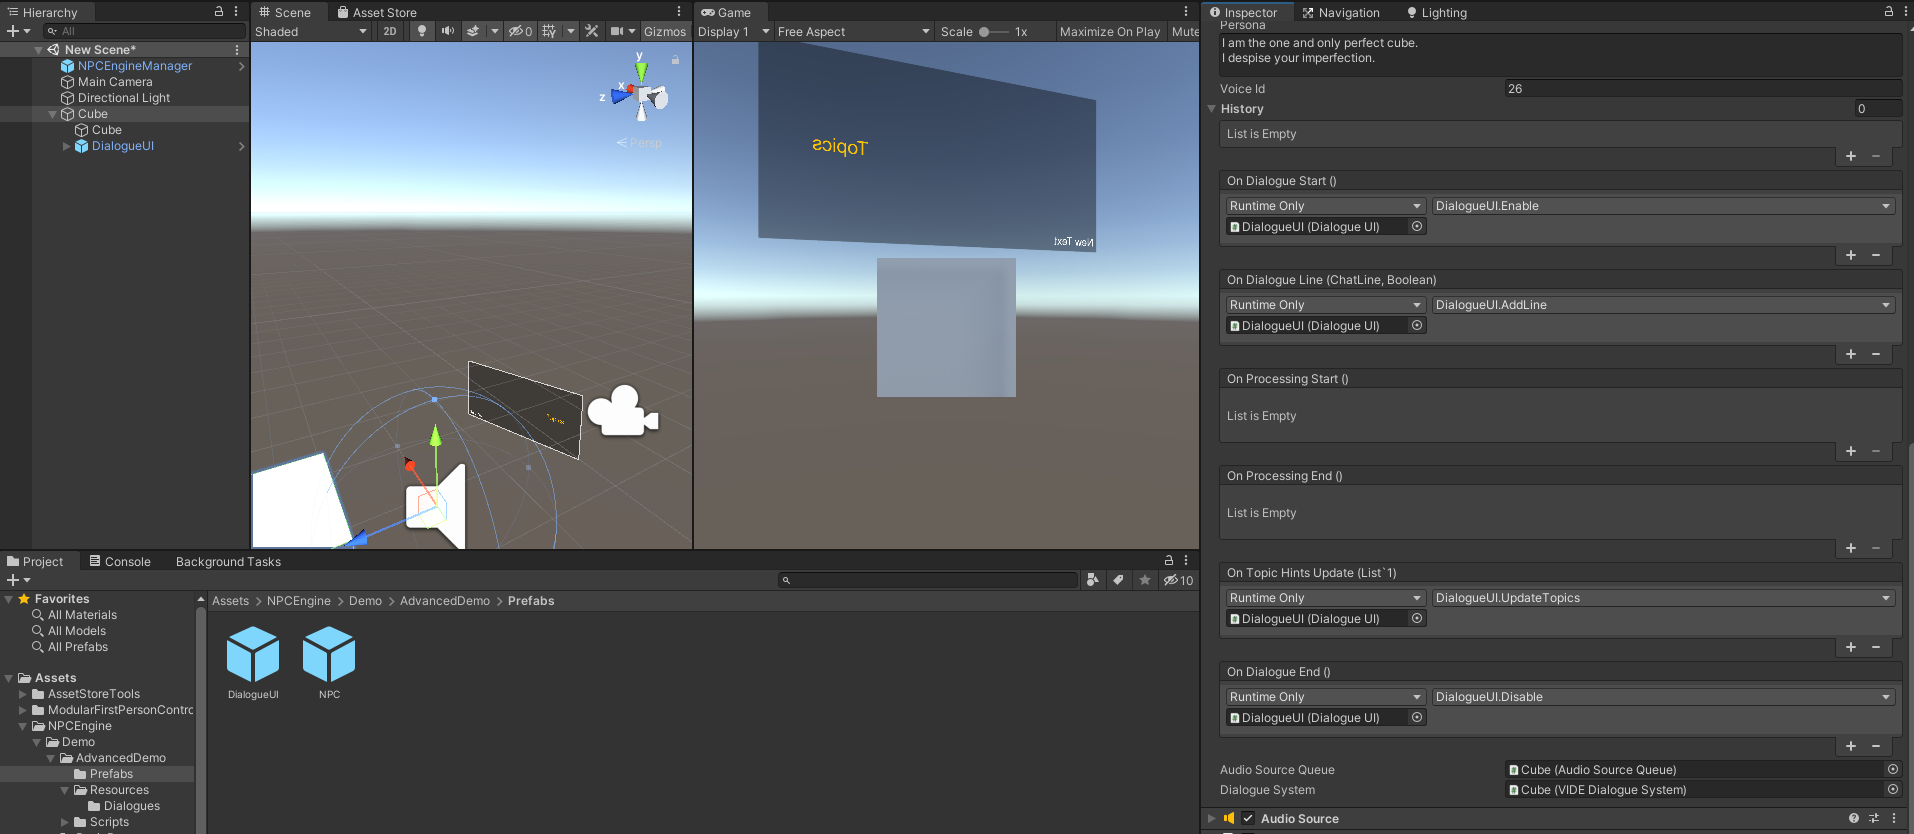 Hierarchy
All
New Scene*
NPCEngineManager
Main Camera
Directional Light
Cube
Cube
DialogueUI
Scene
Asset Store
Shaded
2D
0
Gizmos
y
x
z
Persp
Game
Display 1
Free Aspect
Scale
1x
Maximize On Play
Mute
Topics
New Text
Project
Console
Background Tasks
10
Favorites
All Materials
All Models
All Prefabs
Assets
AssetStoreTools
ModularFirstPersonContro
NPCEngine
Demo
AdvancedDemo
Prefabs
Resources
Dialogues
Scripts
Assets > NPCEngine > Demo > AdvancedDemo > Prefabs
DialogueUI
NPC
Inspector
Navigation
Lighting
Persona
I am the one and only perfect cube.
I despise your imperfection.
Voice Id
26
History
0
List is Empty
On Dialogue Start ()
Runtime Only
DialogueUI.Enable
DialogueUI (Dialogue UI)
On Dialogue Line (ChatLine, Boolean)
Runtime Only
DialogueUI.AddLine
DialogueUI (Dialogue UI)
On Processing Start ()
List is Empty
On Processing End ()
List is Empty
On Topic Hints Update (List`1)
Runtime Only
DialogueUI.UpdateTopics
DialogueUI (Dialogue UI)
On Dialogue End ()
Runtime Only
DialogueUI.Disable
DialogueUI (Dialogue UI)
Audio Source Queue
Cube (Audio Source Queue)
Dialogue System
Cube (VIDE Dialogue System)
Audio Source